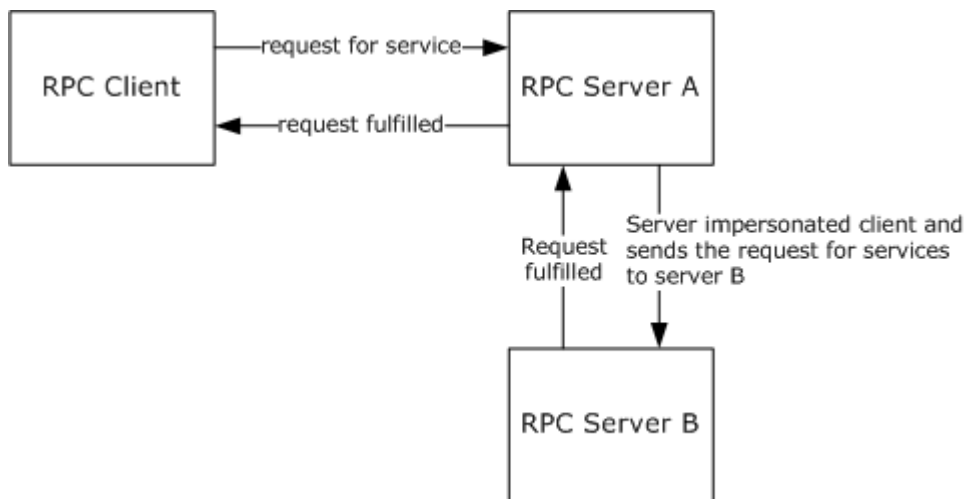 RPC Client
request for service
RPC Server A
request fulfilled
Request
fulfilled
Server impersonated client and
sends the request for services
to server B
RPC Server B